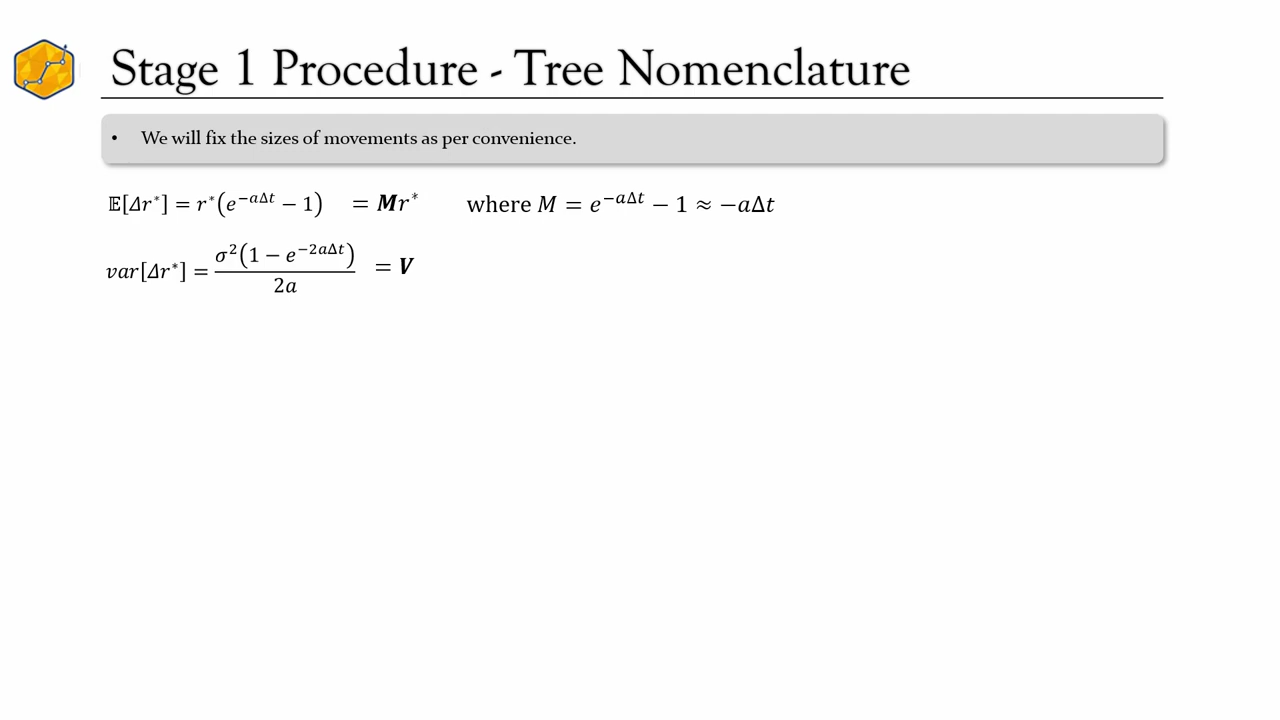 Stage 1 Procedure - Tree Nomenclature
• We will fix the sizes of movements as per convenience.
𝔼[Δr*] = r*(e^{−aΔt} − 1) = Mr* where M = e^{−aΔt} − 1 ≈ −aΔt
var[Δr*] = σ²(1 − e^{−2aΔt}) / 2a = V